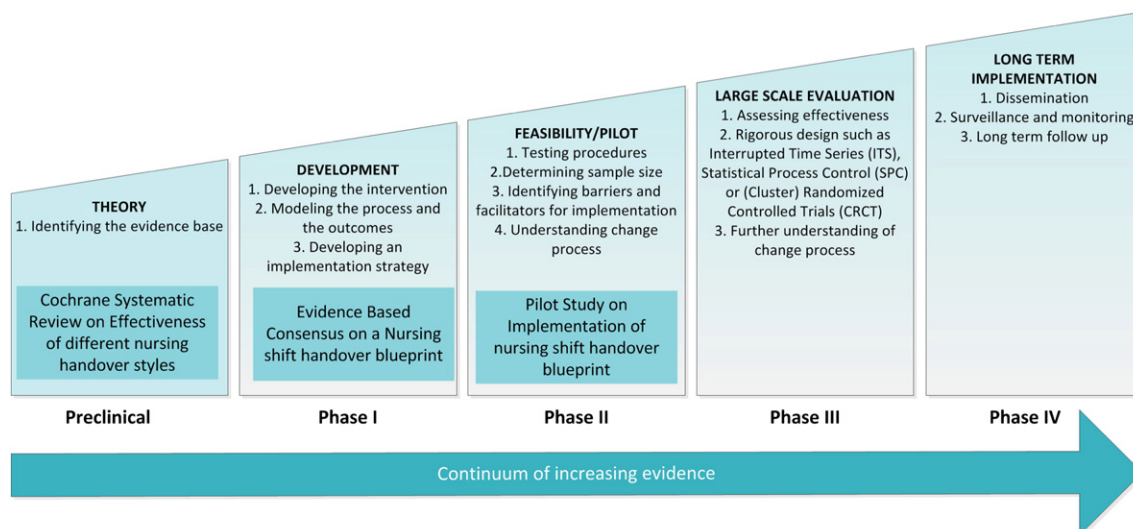 THEORY
1. Identifying the evidence base
Cochrane Systematic
Review on Effectiveness
of different nursing
handover styles
Preclinical
DEVELOPMENT
1. Developing the intervention
2. Modeling the process and
the outcomes
3. Developing an
implementation strategy
Evidence Based
Consensus on a Nursing
shift handover blueprint
Phase I
FEASIBILITY/PILOT
1. Testing procedures
2.Determining sample size
3. Identifying barriers and
facilitators for implementation
4. Understanding change
process
Pilot Study on
Implementation of
nursing shift handover
blueprint
Phase II
LARGE SCALE EVALUATION
1. Assessing effectiveness
2. Rigorous design such as
Interrupted Time Series (ITS),
Statistical Process Control (SPC)
or (Cluster) Randomized
Controlled Trials (CRCT)
3. Further understanding of
change process
Phase III
LONG TERM
IMPLEMENTATION
1. Dissemination
2. Surveillance and monitoring
3. Long term follow up
Phase IV
Continuum of increasing evidence